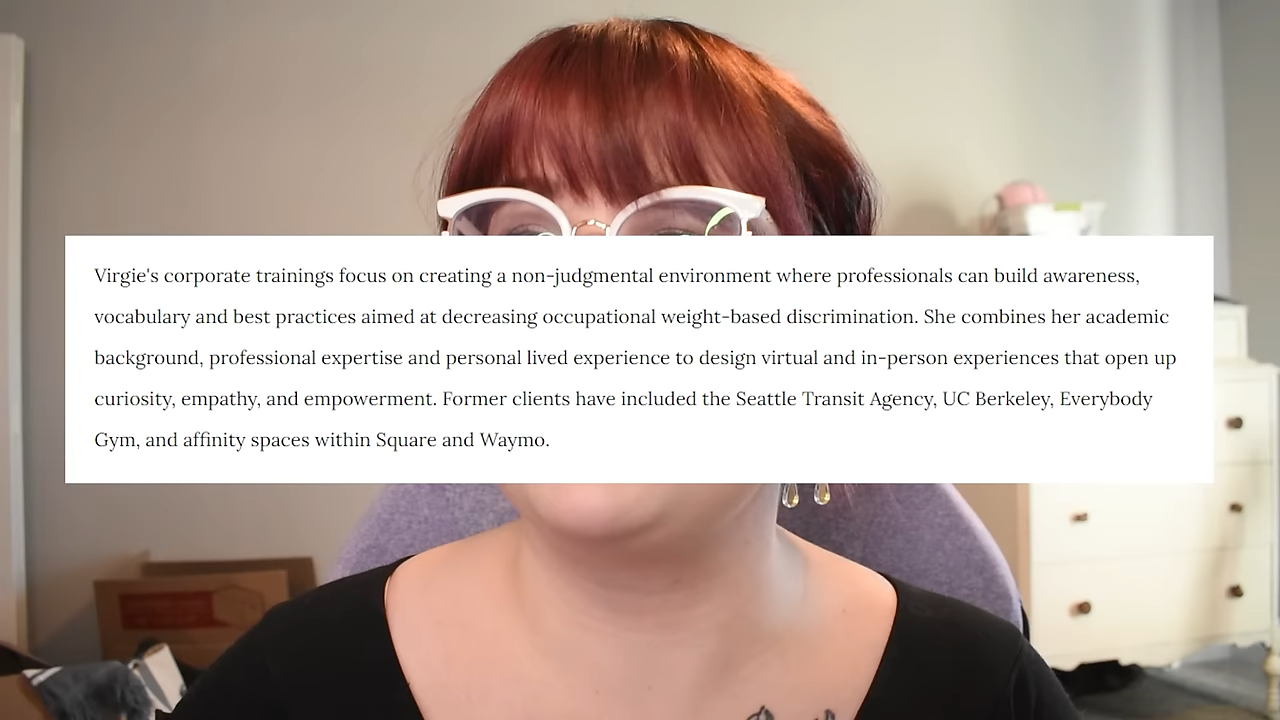 Virgie's corporate trainings focus on creating a non-judgmental environment where professionals can build awareness,
vocabulary and best practices aimed at decreasing occupational weight-based discrimination. She combines her academic
background, professional expertise and personal lived experience to design virtual and in-person experiences that open up
curiosity, empathy, and empowerment. Former clients have included the Seattle Transit Agency, UC Berkeley, Everybody
Gym, and affinity spaces within Square and Waymo.